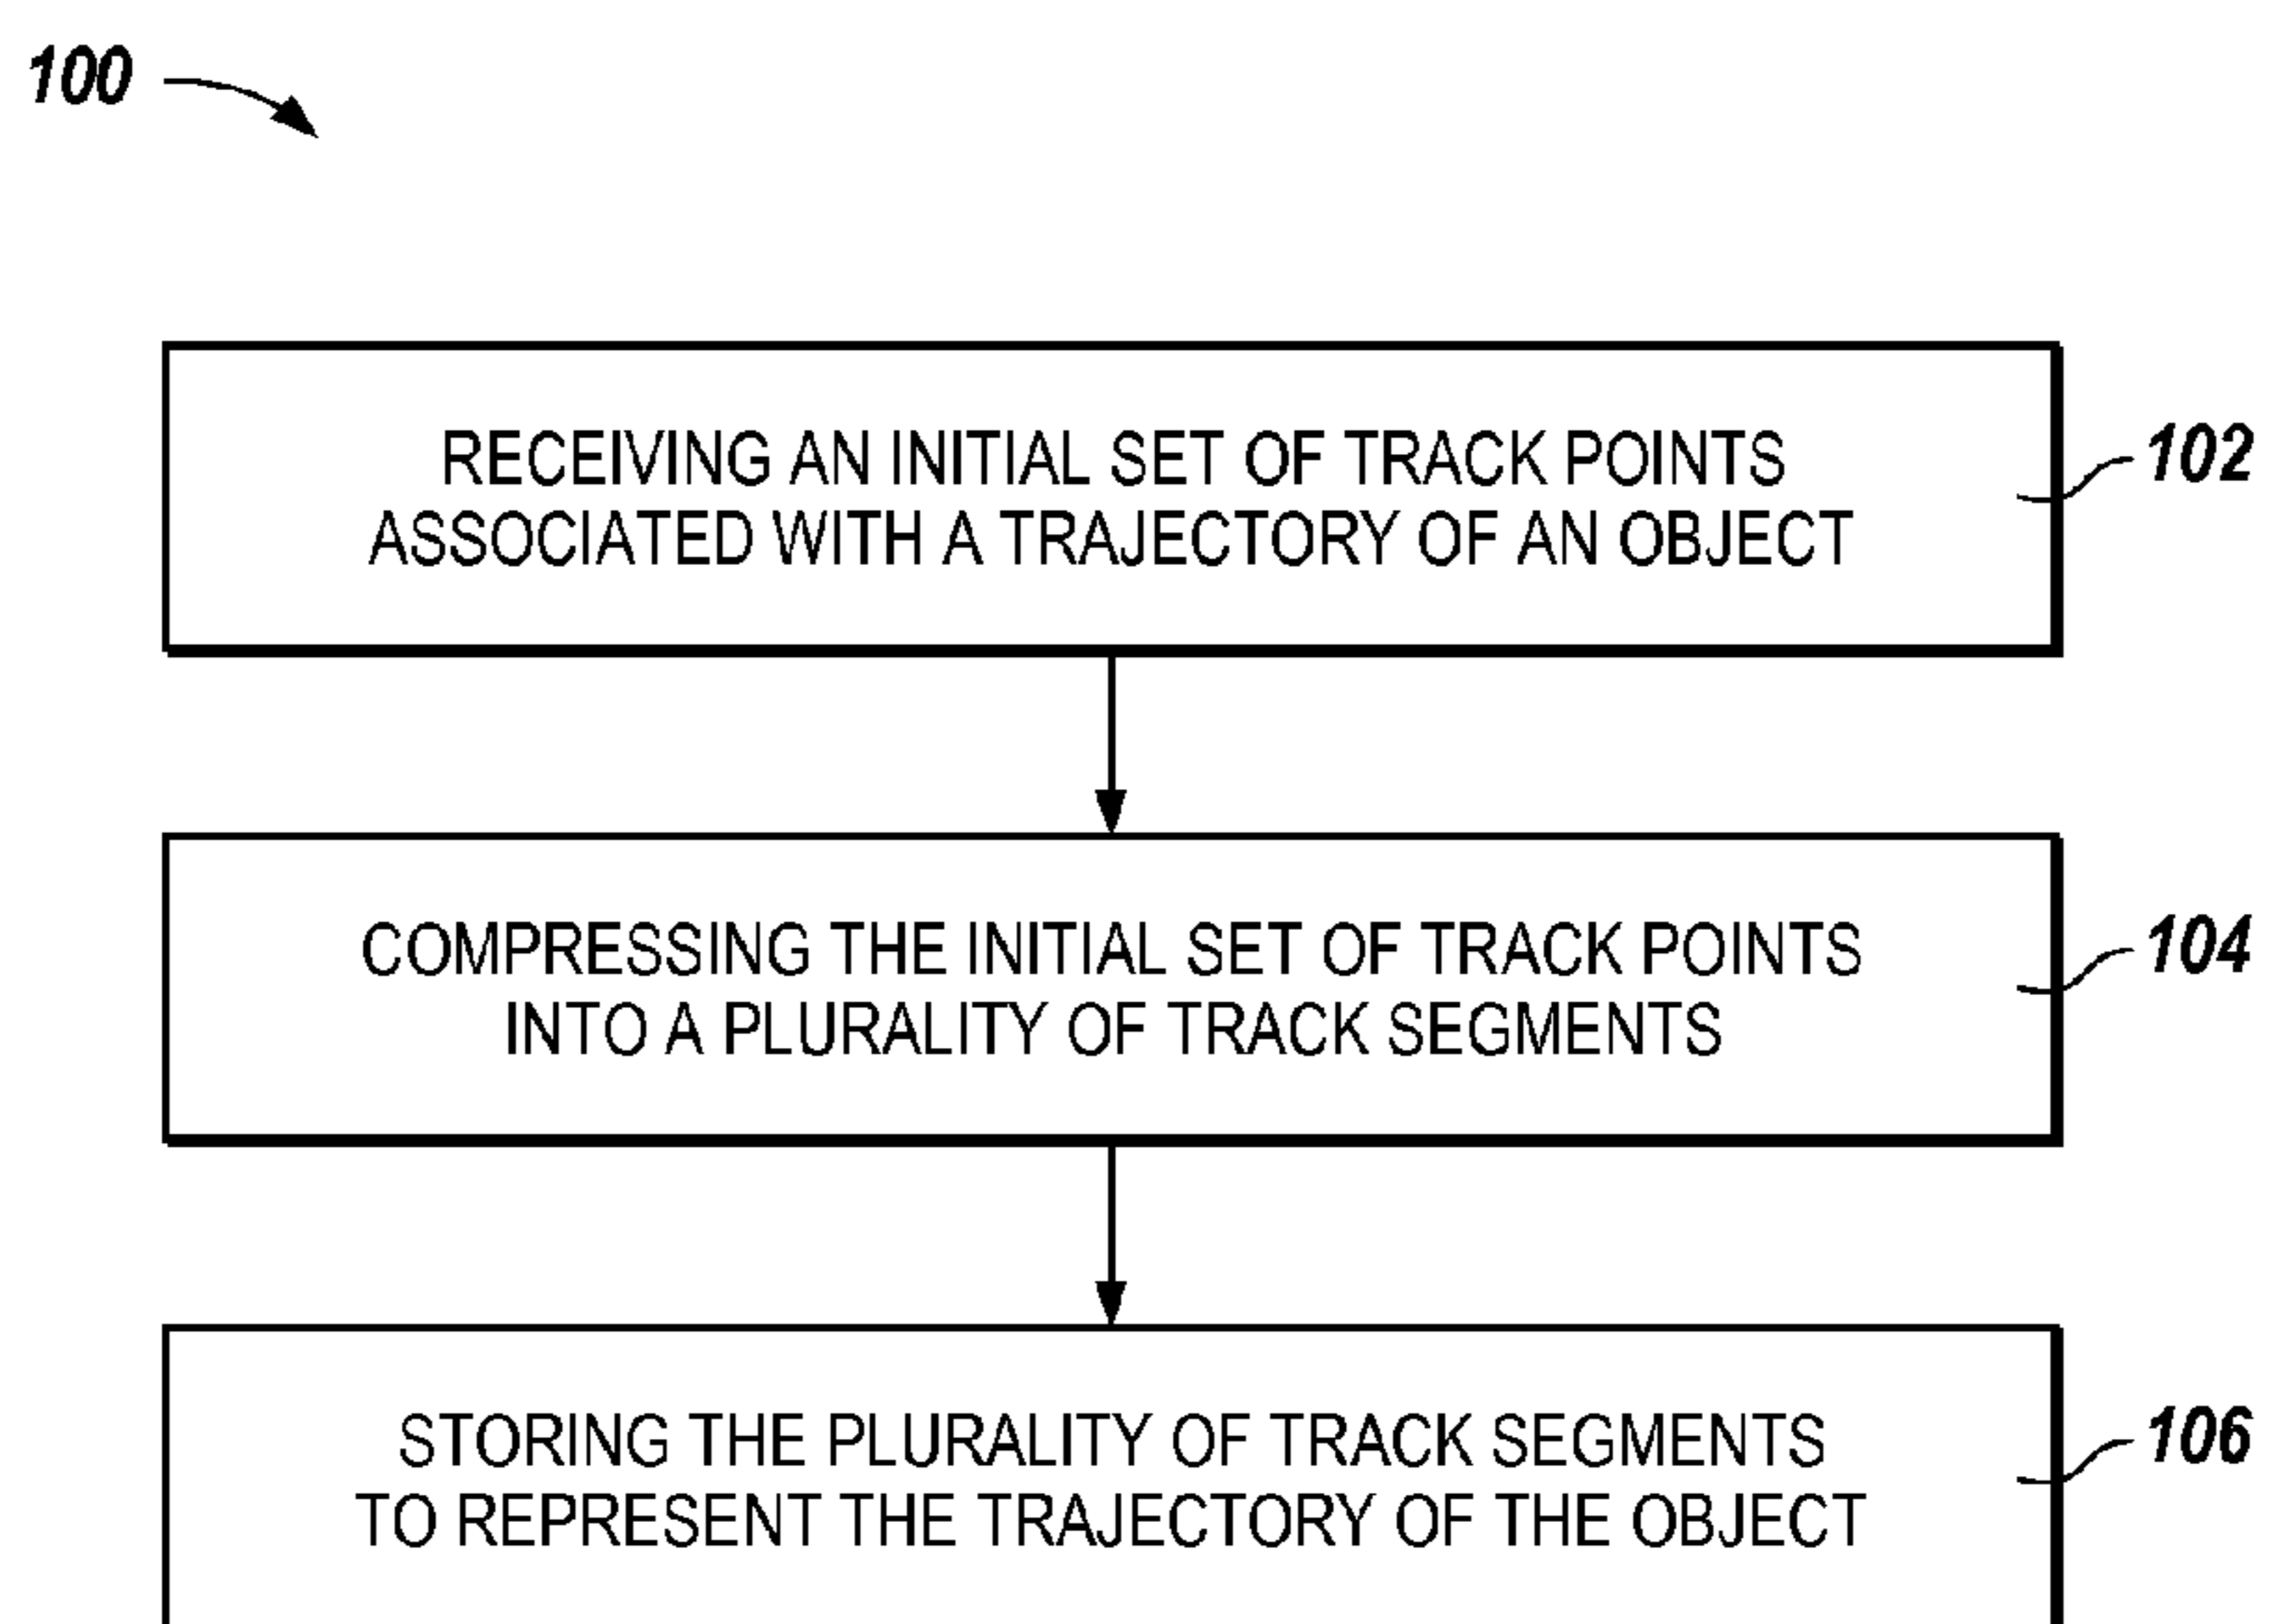 100
RECEIVING AN INITIAL SET OF TRACK POINTS
ASSOCIATED WITH A TRAJECTORY OF AN OBJECT
102
COMPRESSING THE INITIAL SET OF TRACK POINTS
INTO A PLURALITY OF TRACK SEGMENTS
104
STORING THE PLURALITY OF TRACK SEGMENTS
TO REPRESENT THE TRAJECTORY OF THE OBJECT
106